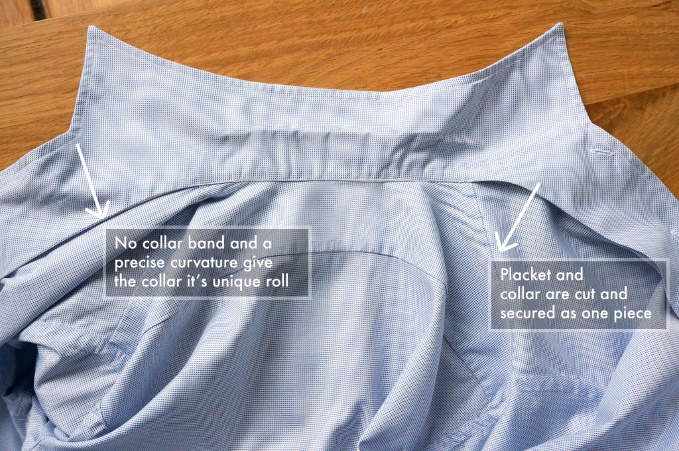 No collar band and a
precise curvature give
the collar it's unique roll
Placket and
collar are cut and
secured as one piece